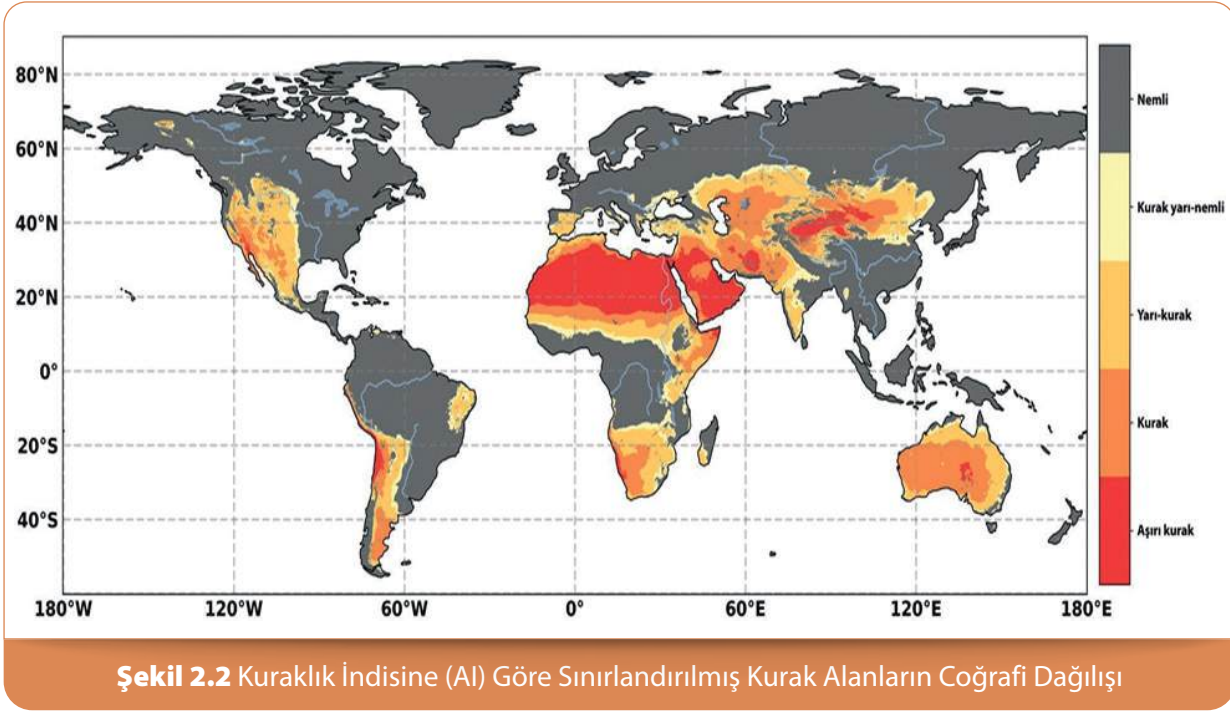 80°N
60°N
40°N
20°N
0°
20°S
40°S
180°W
120°W
60°W
0°
60°E
120°E
180°E
Nemli
Kurak yarı-nemli
Yarı-kurak
Kurak
Aşırı kurak
Şekil 2.2 Kuraklık İndisine (AI) Göre Sınırlandırılmış Kurak Alanların Coğrafi Dağılışı